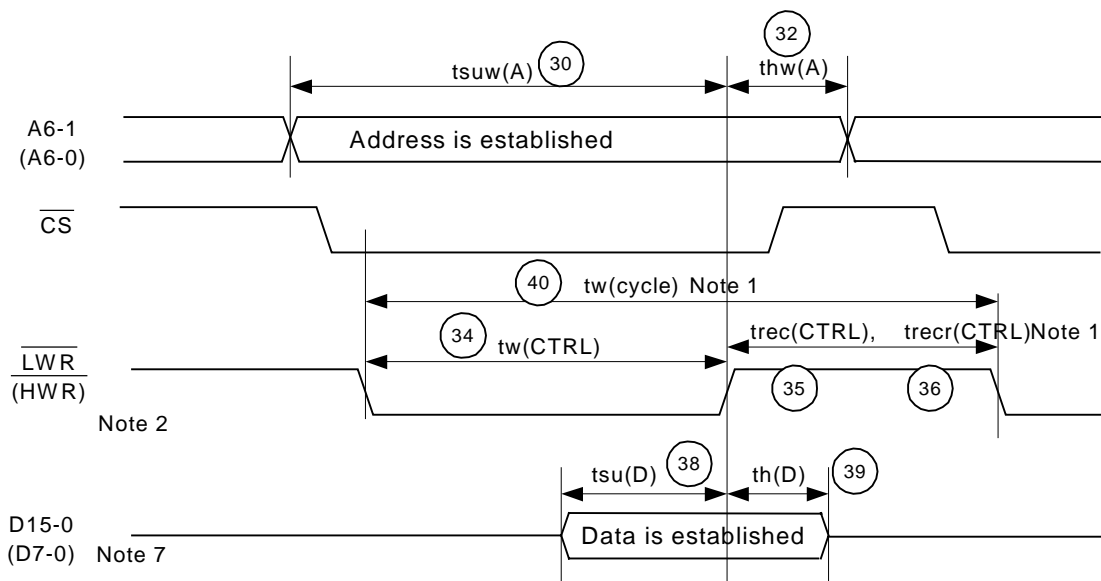 32
tsuw(A) 30 thw(A)
A6-1
(A6-0)
Address is established
CS
40 tw(cycle) Note 1
34 tw(CTRL)
trec(CTRL), trecr(CTRL)Note 1
LWR
(HWR)
35 36
Note 2
tsu(D) 38 th(D) 39
D15-0
(D7-0) Note 7
Data is established